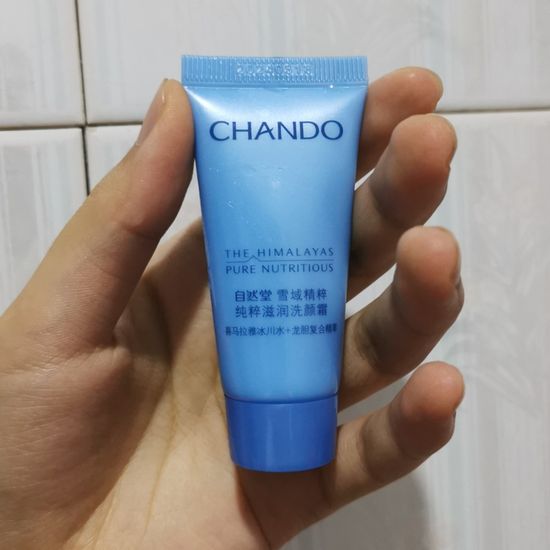 CHANDO
THE HIMALAYAS
PURE NUTRITIOUS
自然堂 雪域精粹
纯粹滋润洗颜霜
喜马拉雅冰川水+龙胆复合精萃